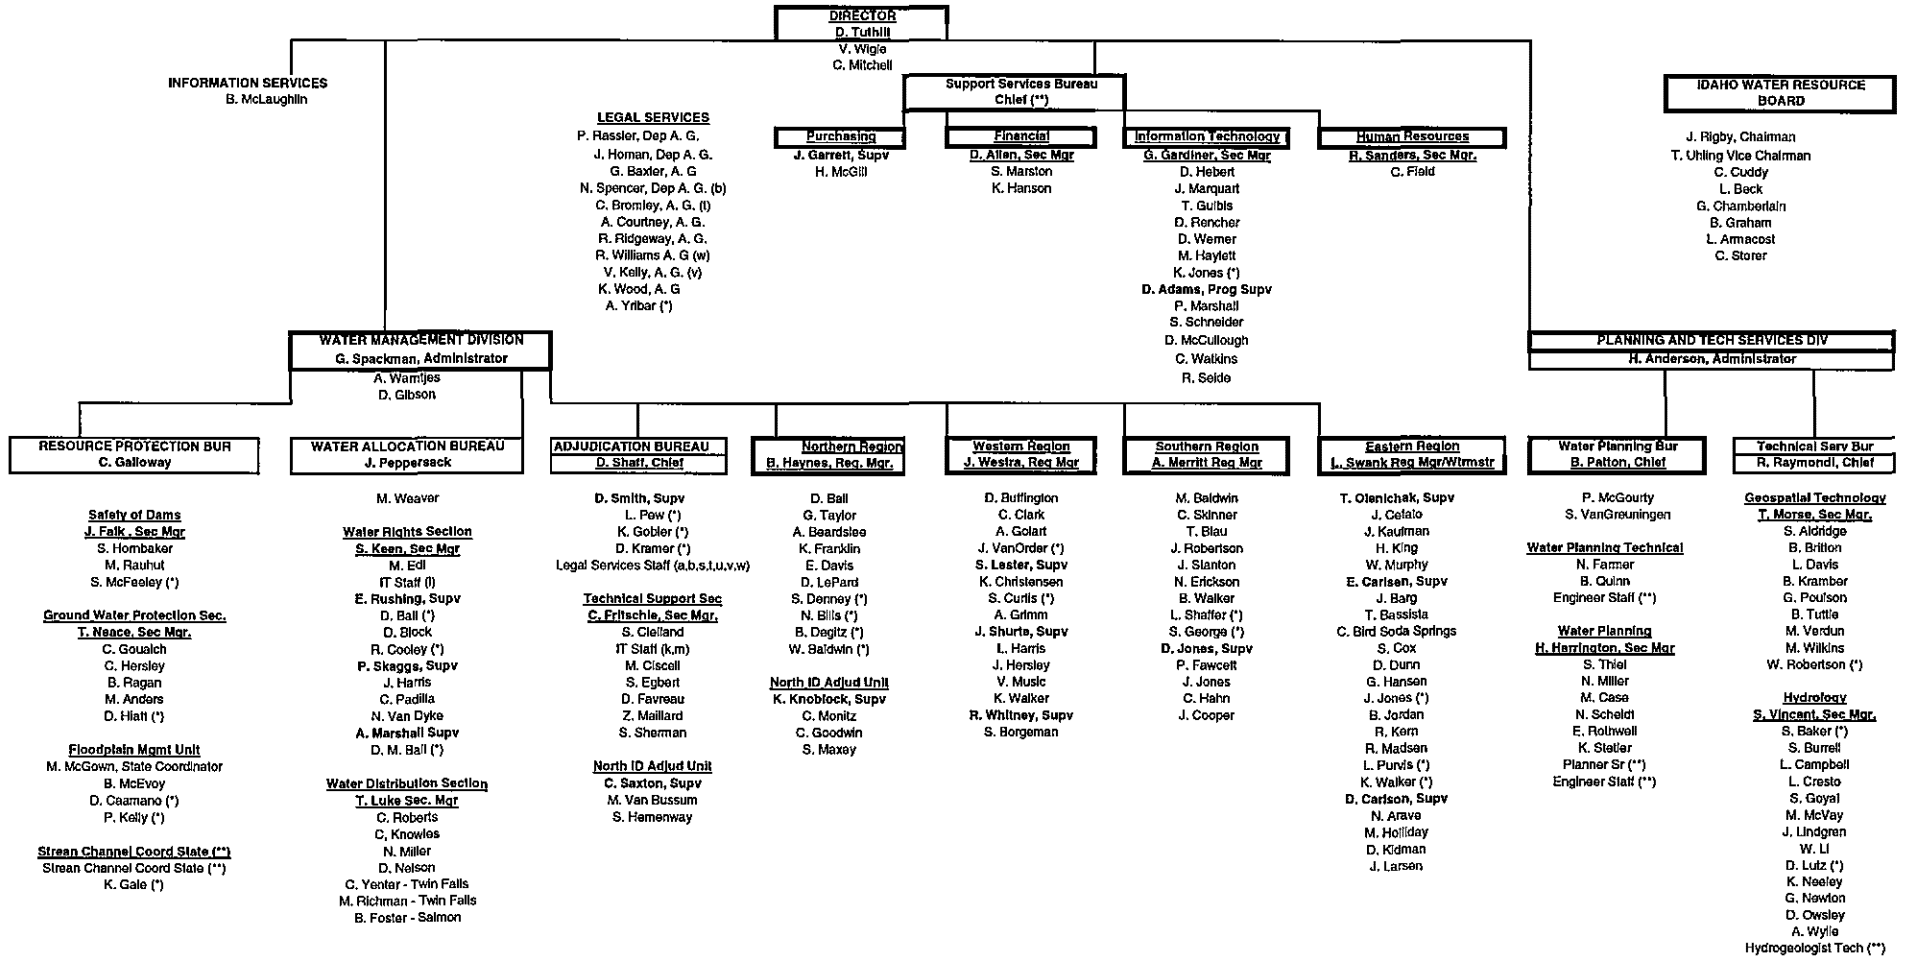 DIRECTOR
D. Tuthill
V. Wigle
C. Mitchell
INFORMATION SERVICES
B. McLaughlin
Support Services Bureau
Chief (**)
IDAHO WATER RESOURCE
BOARD
J. Rigby, Chairman
T. Uhling Vice Chairman
C. Cuddy
L. Beck
G. Chamberlain
B. Graham
L. Armacost
C. Storer
LEGAL SERVICES
P. Rassler, Dep A. G.
J. Homan, Dep A. G.
G. Baxler, A. G
N. Spencer, Dep A. G. (b)
C. Bromley, A. G. (t)
A. Courtney, A. G.
R. Ridgeway, A. G.
R. Williams A. G (w)
V. Kelly, A. G. (v)
K. Wood, A. G
A. Yribar (*)
Purchasing
J. Garrett, Supv
H. McGill
Financial
D. Allen, Sec Mgr
S. Marston
K. Hanson
Information Technology
G. Gardiner, Sec Mgr
D. Hebert
J. Marquart
T. Gulbis
D. Rencher
D. Werner
M. Haylett
K. Jones (*)
D. Adams, Prog Supv
P. Marshall
S. Schneider
D. McCullough
C. Watkins
R. Seide
Human Resources
R. Sanders, Sec Mgr.
C. Field
WATER MANAGEMENT DIVISION
G. Spackman, Administrator
A. Warntjes
D. Gibson
PLANNING AND TECH SERVICES DIV
H. Anderson, Administrator
RESOURCE PROTECTION BUR
C. Galloway
Safety of Dams
J. Falk , Sec Mgr
S. Hornbaker
M. Rauhut
S. McFeeley (*)
Ground Water Protection Sec.
T. Neace, Sec Mgr.
C. Goualch
C. Hersley
B. Ragan
M. Anders
D. Hiatt (*)
Floodplain Mgmt Unit
M. McGown, State Coordinator
B. McEvoy
D. Caamano (*)
P. Kelly (*)
Strean Channel Coord State (**)
Strean Channel Coord State (**)
K. Gale (*)
WATER ALLOCATION BUREAU
J. Peppersack
M. Weaver
Water Rights Section
S. Keen, Sec Mgr
M. Edl
IT Staff (l)
E. Rushing, Supv
D. Ball (*)
D. Block
R. Cooley (*)
P. Skaggs, Supv
J. Harris
C. Padilla
N. Van Dyke
A. Marshall Supv
D. M. Ball (*)
Water Distribution Section
T. Luke Sec. Mgr
C. Roberts
C. Knowles
N. Miller
D. Nelson
C. Yenter - Twin Falls
M. Richman - Twin Falls
B. Foster - Salmon
ADJUDICATION BUREAU
D. Shaff, Chief
D. Smith, Supv
L. Pew (*)
K. Gobler (*)
D. Kramer (*)
Legal Services Staff (a,b,s,t,u,v,w)
Technical Support Sec
C. Fritschle, Sec Mgr.
S. Clelland
IT Staff (k,m)
M. Ciscell
S. Egbert
D. Favreau
Z. Maillard
S. Sherman
North ID Adjud Unit
C. Saxton, Supv
M. Van Bussum
S. Hemenway
Northern Region
B. Haynes, Reg. Mgr.
D. Ball
G. Taylor
A. Beardslee
K. Franklin
E. Davis
D. LePard
S. Denney (*)
N. Bills (*)
B. Degitz (*)
W. Baldwin (*)
North ID Adjud Unit
K. Knoblock, Supv
C. Monitz
C. Goodwin
S. Maxey
Western Region
J. Westra, Reg Mgr
D. Buffington
C. Clark
A. Golart
J. VanOrder (*)
S. Lester, Supv
K. Christensen
S. Curtis (*)
A. Grimm
J. Shurts, Supv
L. Harris
J. Hersley
V. Music
K. Walker
R. Whitney, Supv
S. Borgeman
Southern Region
A. Merritt Reg Mgr
M. Baldwin
C. Skinner
T. Blau
J. Robertson
J. Stanton
N. Erickson
B. Walker
L. Shaffer (*)
S. George (*)
D. Jones, Supv
P. Fawcett
J. Jones
C. Hahn
J. Cooper
Eastern Region
L. Swank Reg Mgr/Wtrmstr
T. Olenichak, Supv
J. Cefalo
J. Kaufman
H. King
W. Murphy
E. Carlsen, Supv
J. Barg
T. Bassista
C. Bird Soda Springs
S. Cox
D. Dunn
G. Hansen
J. Jones (*)
B. Jordan
R. Kern
R. Madsen
L. Purvis (*)
K. Walker (*)
D. Carlson, Supv
N. Arave
M. Holliday
D. Kidman
J. Larsen
Water Planning Bur
B. Patton, Chief
P. McGourty
S. VanGreuningen
Water Planning Technical
N. Farmer
B. Quinn
Engineer Staff (**)
Water Planning
H. Harrington, Sec Mgr
S. Thiel
N. Miller
M. Case
N. Scheldt
E. Rothwell
K. Stetler
Planner Sr (**)
Engineer Staff (**)
Technical Serv Bur
R. Raymondi, Chief
Geospatial Technology
T. Morse, Sec Mgr.
S. Aldridge
B. Britton
L. Davis
B. Kramber
G. Poulson
B. Tuttle
M. Verdun
M. Wilkins
W. Robertson (*)
Hydrology
S. Vincent, Sec Mgr.
S. Baker (*)
S. Burrell
L. Campbell
L. Cresto
S. Goyal
M. McVay
J. Lindgren
W. Li
D. Lutz (*)
K. Neeley
G. Newton
D. Owsley
A. Wylie
Hydrogeologist Tech (**)